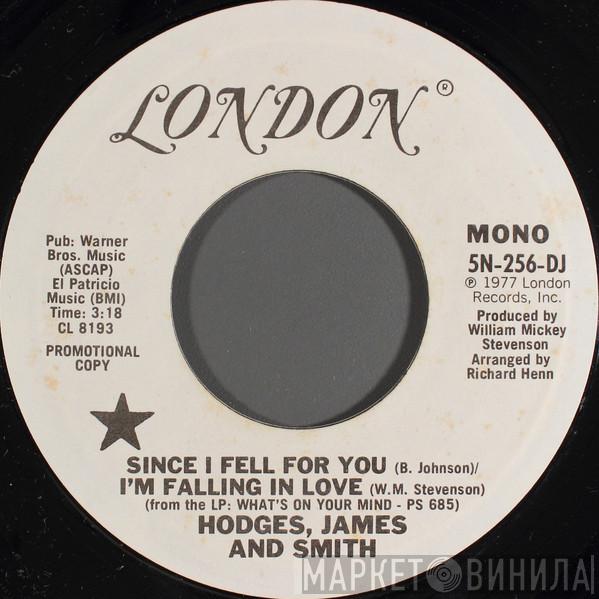 LONDON®
Pub: Warner
Bros. Music
(ASCAP)
El Patricio
Music (BMI)
Time: 3:18
CL 8193
PROMOTIONAL
COPY
MONO
5N-256-DJ
℗ 1977 London
Records, Inc.
Produced by
William Mickey
Stevenson
Arranged by
Richard Henn
SINCE I FELL FOR YOU (B. Johnson)/
I'M FALLING IN LOVE (W.M. Stevenson)
(from the LP: WHAT'S ON YOUR MIND - PS 685)
HODGES, JAMES
AND SMITH
МАРКЕТ ВИНИЛА